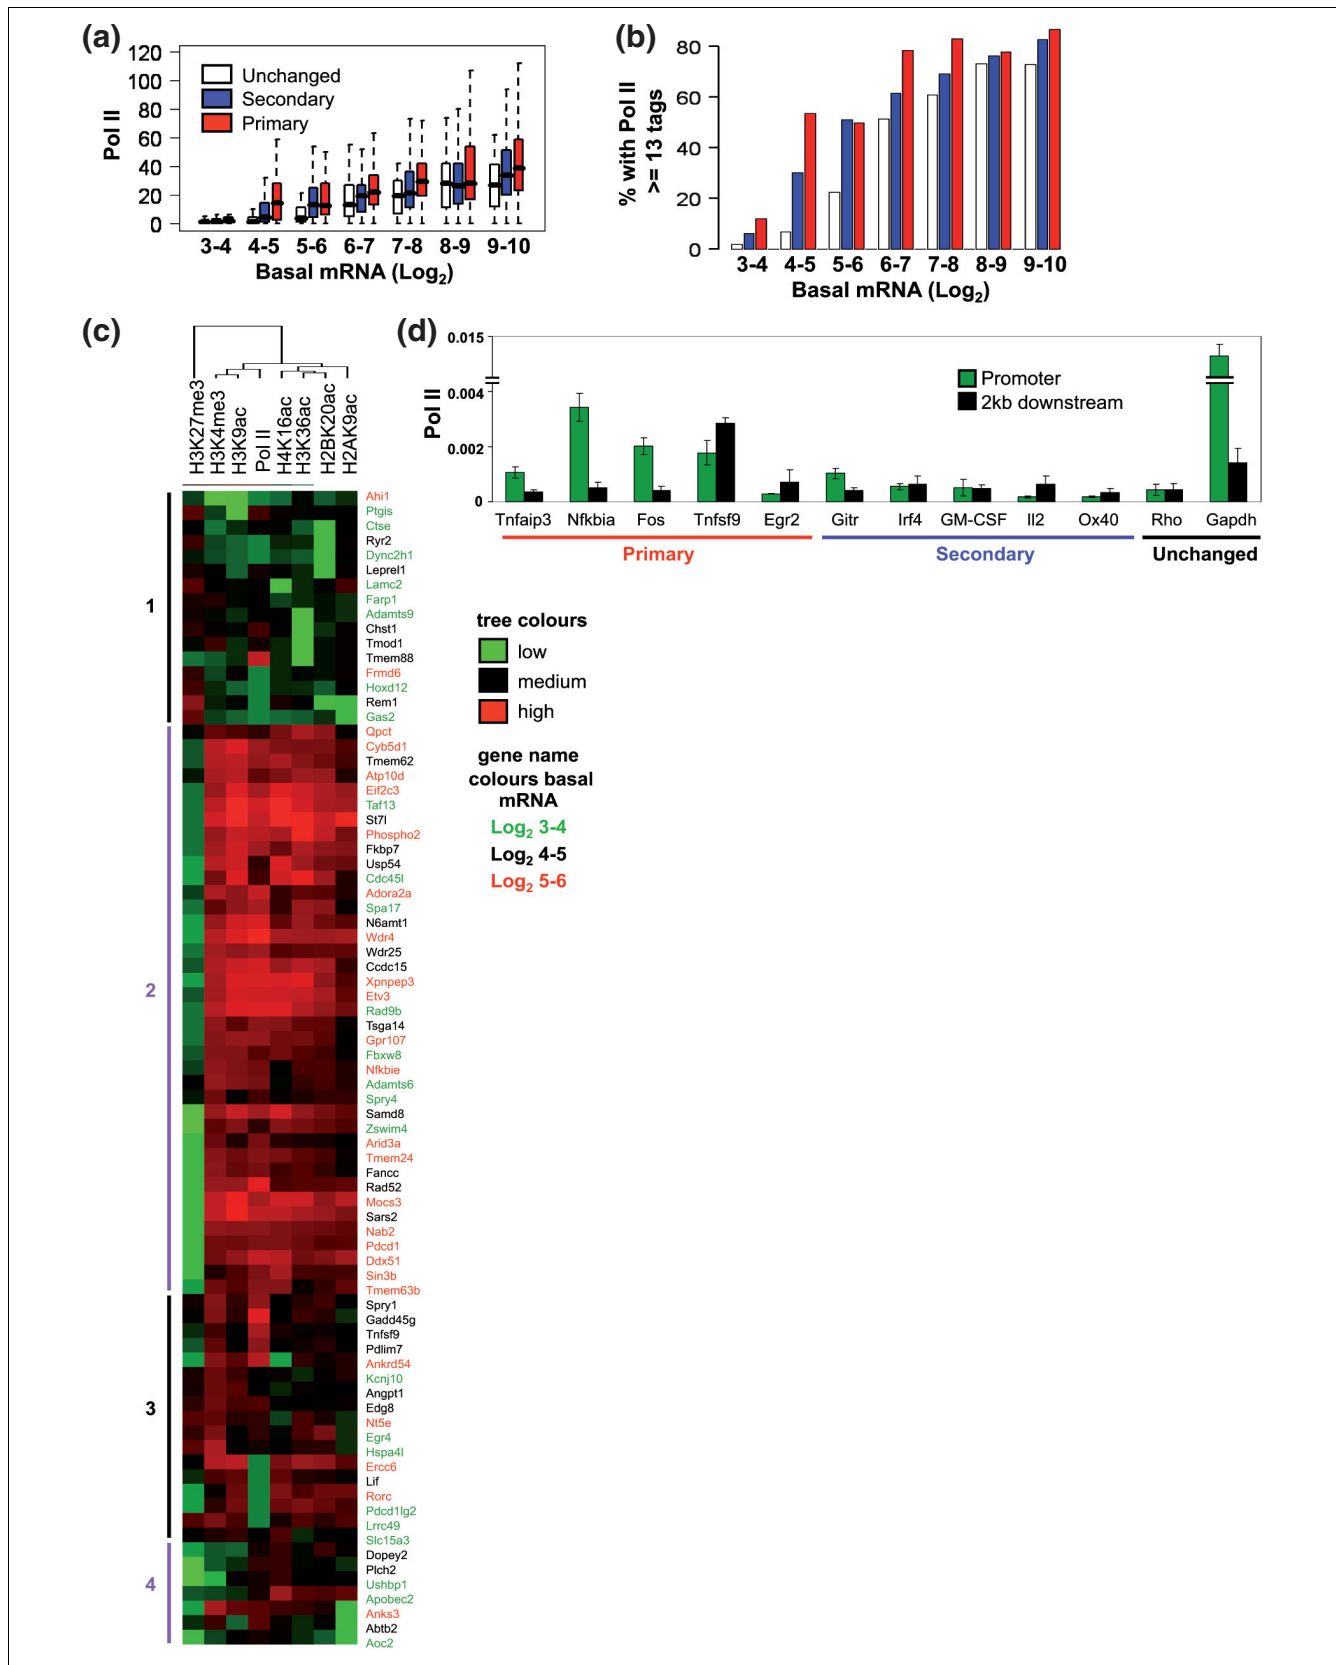 (a)
120
100
80
60
40
20
0
Pol II
Unchanged
Secondary
Primary
3-4 4-5 5-6 6-7 7-8 8-9 9-10
Basal mRNA (Log2)
(b)
80
60
40
20
0
% with Pol II
>= 13 tags
3-4 4-5 5-6 6-7 7-8 8-9 9-10
Basal mRNA (Log2)
(c)
H3K27me3
H3K4me3
H3K9ac
Pol II
H4K16ac
H3K36ac
H2BK20ac
H2AK9ac
1
2
3
4
Ahi1
Ptgis
Ctse
Ryr2
Dync2h1
Leprel1
Lamc2
Farp1
Adamts9
Chst1
Tmod1
Tmem88
Frmd6
Hoxd12
Rem1
Gas2
Qpct
Cyb5d1
Tmem62
Atp10d
Eif2c3
Taf13
St7l
Phospho2
Fkbp7
Usp54
Cdc45l
Adora2a
Spa17
N6amt1
Wdr4
Wdr25
Ccdc15
Xpnpep3
Etv3
Rad9b
Tsga14
Gpr107
Fbxw8
Nfkbie
Adamts6
Spry4
Samd8
Zswim4
Arid3a
Tmem24
Fancc
Rad52
Mocs3
Sars2
Nab2
Pdcd1
Ddx51
Sin3b
Tmem63b
Spry1
Gadd45g
Tnfsf9
Pdlim7
Ankrd54
Kcnj10
Angpt1
Edg8
Nt5e
Egr4
Hspa4l
Ercc6
Lif
Rorc
Pdcd1lg2
Lrrc49
Slc15a3
Dopey2
Plch2
Ushbp1
Apobec2
Anks3
Abtb2
Aoc2
(d)
0.015
0.004
0.002
0
Pol II
Promoter
2kb downstream
Tnfaip3 Nfkbia Fos Tnfsf9 Egr2 Gitr Irf4 GM-CSF Il2 Ox40 Rho Gapdh
Primary Secondary Unchanged
tree colours
low
medium
high
gene name
colours basal
mRNA
Log2 3-4
Log2 4-5
Log2 5-6